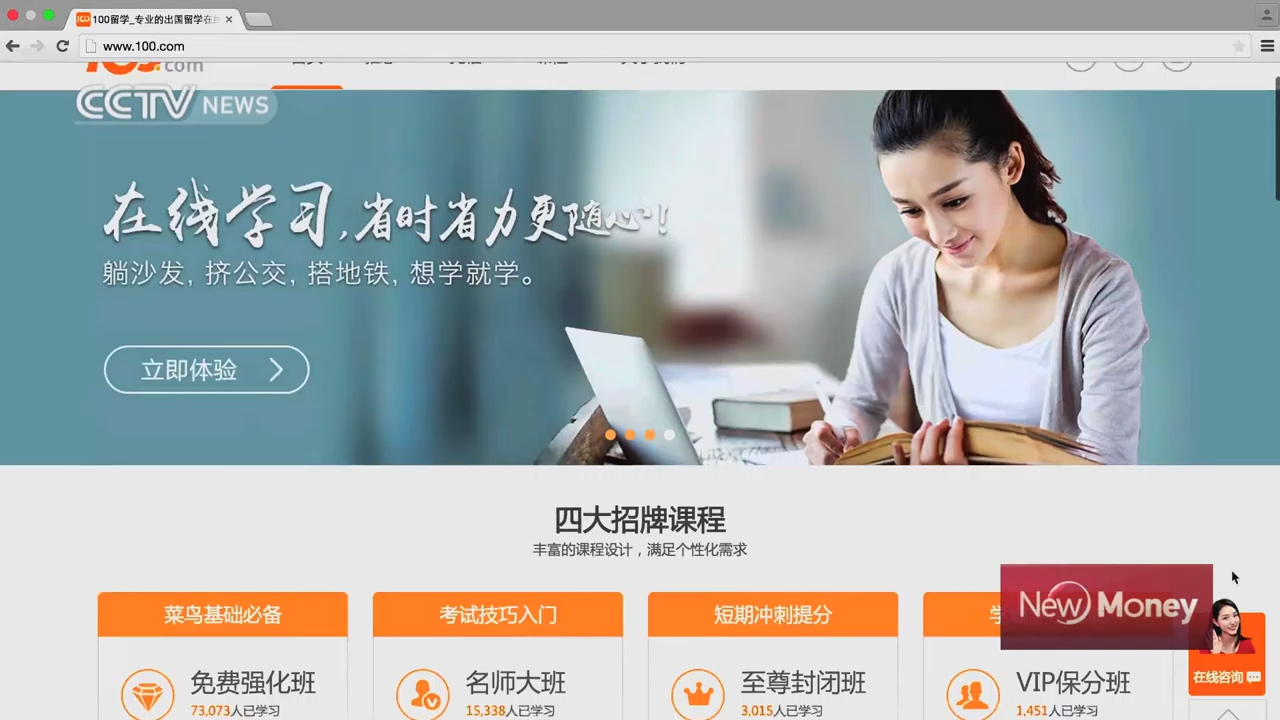 100留学_专业的出国留学在线
www.100.com
.com
CCTV NEWS
在线学习,省时省力更随心!
躺沙发, 挤公交, 搭地铁, 想学就学。
立即体验
四大招牌课程
丰富的课程设计，满足个性化需求
菜鸟基础必备
考试技巧入门
短期冲刺提分
学
New Money
免费强化班
73,073人已学习
名师大班
15,338人已学习
至尊封闭班
3,015人已学习
VIP保分班
1,451人已学习
在线咨询